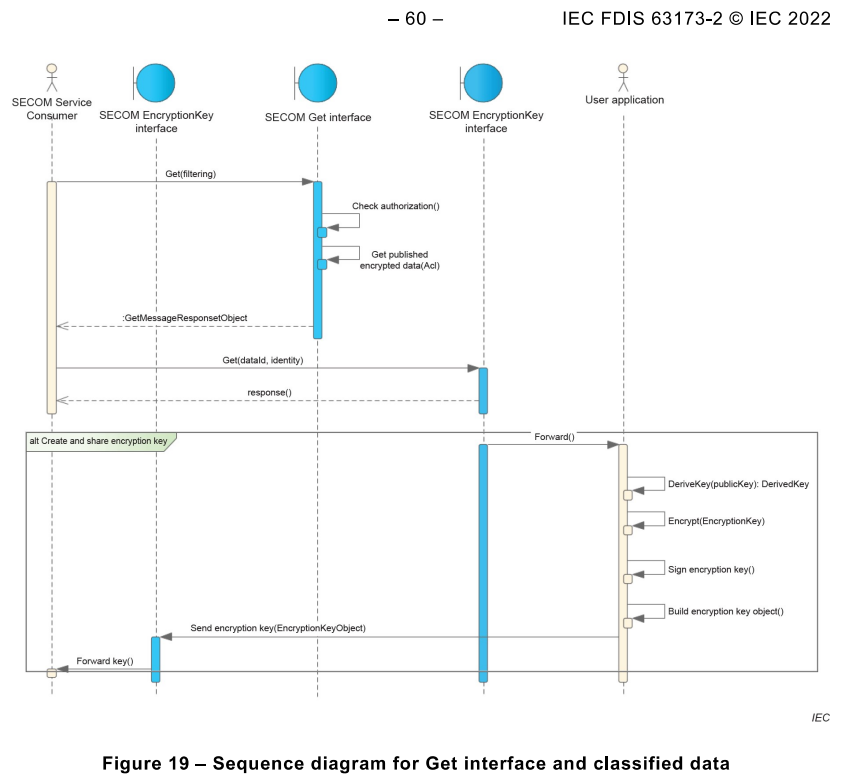 – 60 –
IEC FDIS 63173-2 © IEC 2022
SECOM Service
Consumer
SECOM EncryptionKey
interface
SECOM Get interface
SECOM EncryptionKey
interface
User application
Get(filtering)
Check authorization()
Get published
encrypted data(Acl)
:GetMessageResponsetObject
Get(dataId, identity)
response()
alt Create and share encryption key
Forward()
DeriveKey(publicKey): DerivedKey
Encrypt(EncryptionKey)
Sign encryption key()
Build encryption key object()
Send encryption key(EncryptionKeyObject)
Forward key()
IEC
Figure 19 – Sequence diagram for Get interface and classified data